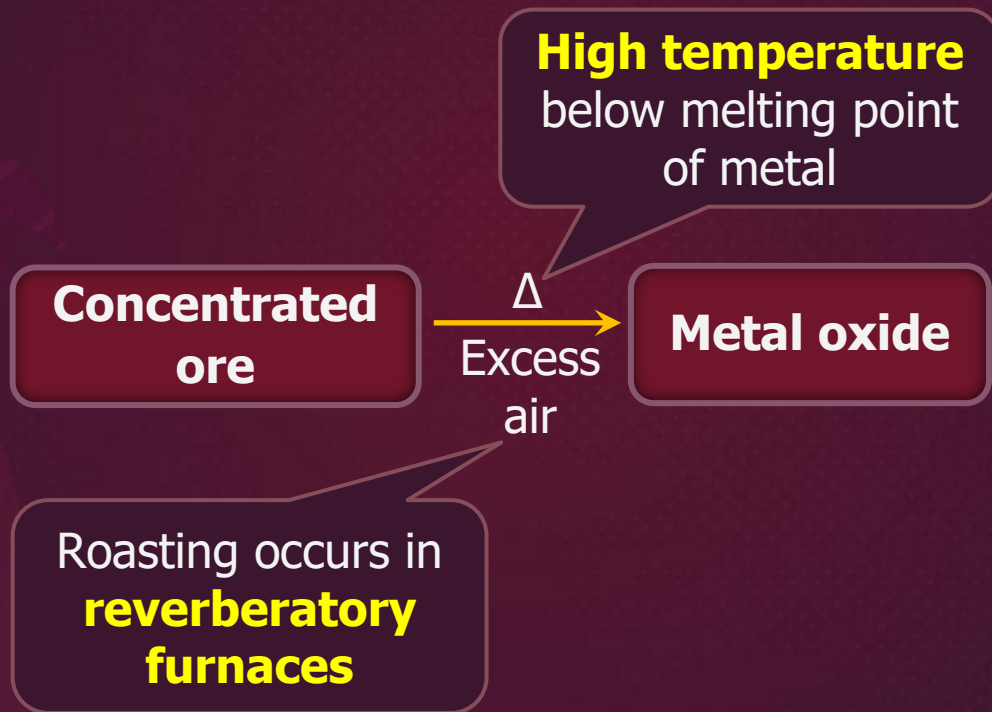 High temperature
below melting point
of metal
Concentrated
ore
Δ
Excess
air
Metal oxide
Roasting occurs in
reverberatory
furnaces